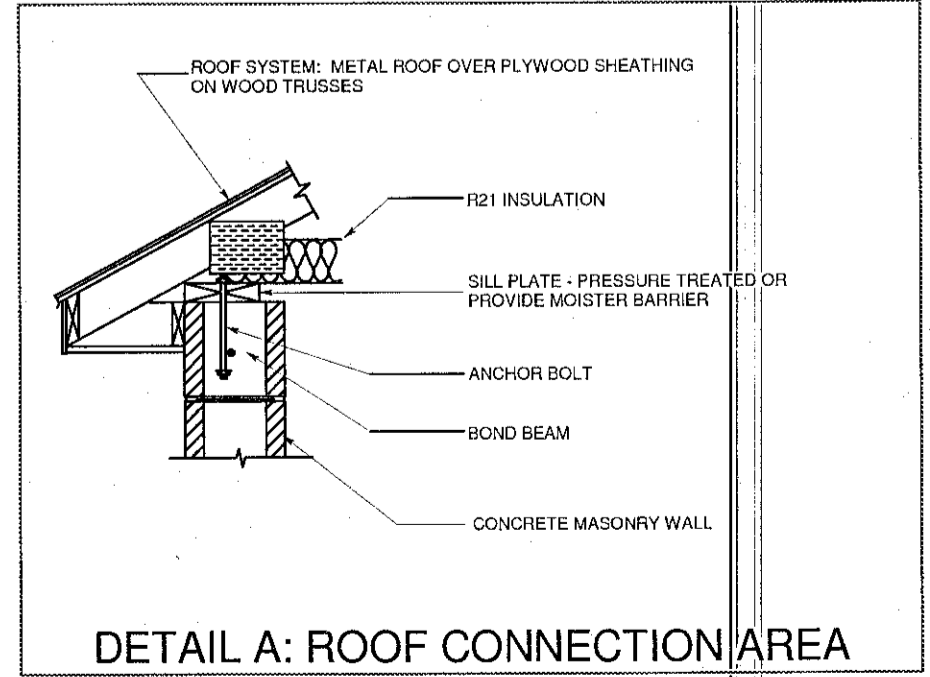 ROOF SYSTEM: METAL ROOF OVER PLYWOOD SHEATHING
ON WOOD TRUSSES
R21 INSULATION
SILL PLATE - PRESSURE TREATED OR
PROVIDE MOISTER BARRIER
ANCHOR BOLT
BOND BEAM
CONCRETE MASONRY WALL
DETAIL A: ROOF CONNECTION AREA